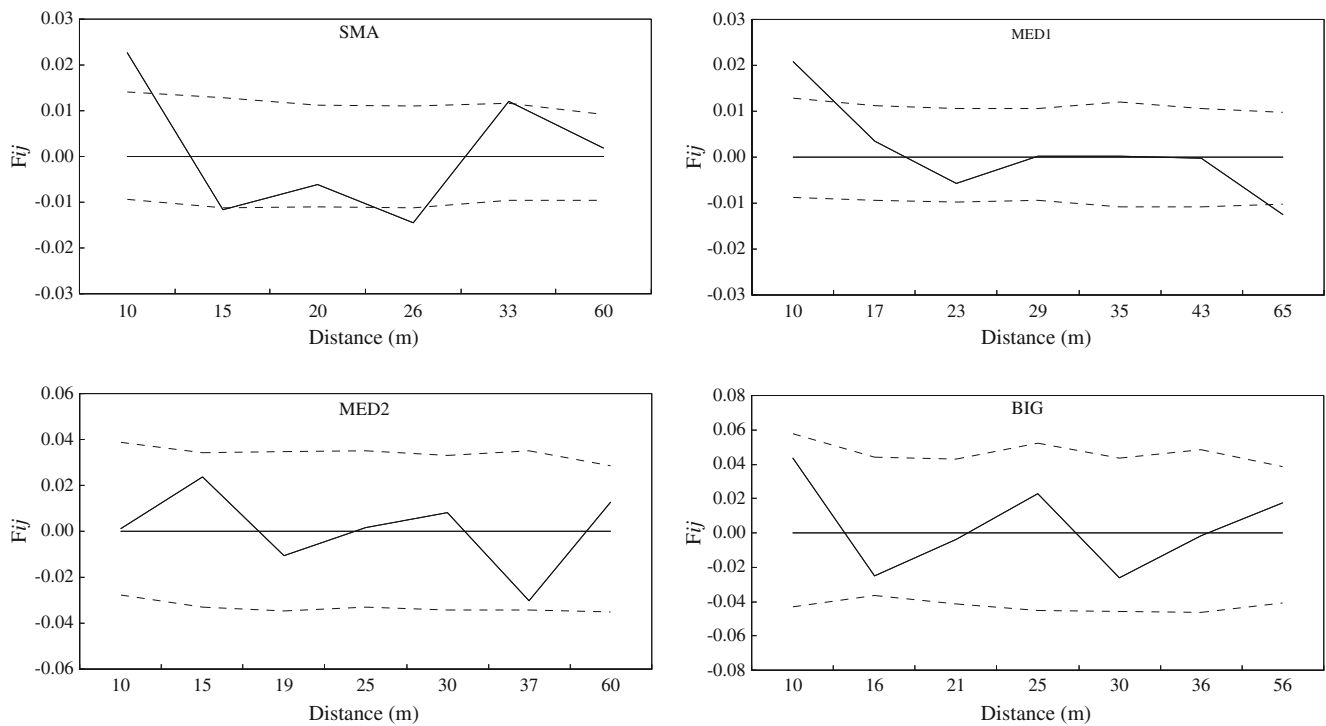 SMA
0.03
0.02
0.01
0.00
-0.01
-0.02
-0.03
Fij
10 15 20 26 33 60
Distance (m)
MED1
0.03
0.02
0.01
0.00
-0.01
-0.02
-0.03
Fij
10 17 23 29 35 43 65
Distance (m)
MED2
0.06
0.04
0.02
0.00
-0.02
-0.04
-0.06
Fij
10 15 19 25 30 37 60
Distance (m)
BIG
0.08
0.06
0.04
0.02
0.00
-0.02
-0.04
-0.06
-0.08
Fij
10 16 21 25 30 36 56
Distance (m)